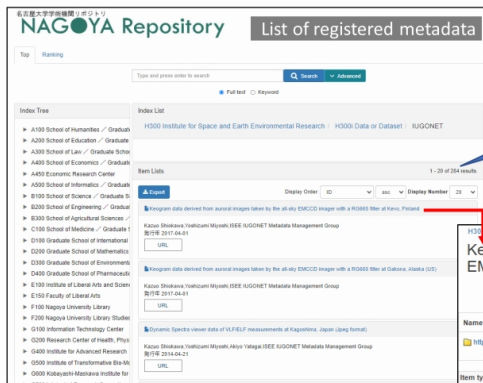 名古屋大学学術機関リポジトリ
NAGOYA Repository
List of registered metadata
Top
Ranking
Type and press enter to search
Search
Advanced
Full text
Keyword
Index Tree
A100 School of Humanities ／ Graduate
A200 School of Education ／ Graduate
A300 School of Law ／ Graduate School
A400 School of Economics ／ Graduate
A450 Economic Research Center
A500 School of Informatics ／ Graduate
B100 School of Science ／ Graduate S
B200 School of Engineering ／ Graduat
B300 School of Agricultural Sciences ／
C100 School of Medicine ／ Graduate S
D100 Graduate School of International
D200 Graduate School of Mathematics
D300 Graduate School of Environmenta
D400 Graduate School of Pharmaceutic
E100 Institute of Liberal Arts and Scien
E150 Faculty of Liberal Arts
F100 Nagoya University Library
F200 Nagoya University Library Studies
G100 Information Technology Center
G200 Research Center of Health, Phys
G400 Institute for Advanced Research
G500 Institute of Transformative Bio-Mo
G600 Kobayashi-Maskawa Institute for
Index List
H300 Institute for Space and Earth Environmental Research / H300i Data or Dataset / IUGONET
Item Lists
1 - 20 of 264 results
Export
Display Order
ID
asc
Display Number
20
Keogram data derived from auroral images taken by the all-sky EMCCD imager with a RG665 filter at Kevo, Finland
Kazuo Shiokawa,Yoshizumi Miyoshi,ISEE IUGONET Metadata Management Group
発行年 2017-04-01
URL
Keogram data derived from auroral images taken by the all-sky EMCCD imager with a RG665 filter at Gakona, Alaska (US)
Kazuo Shiokawa,Yoshizumi Miyoshi,ISEE IUGONET Metadata Management Group
発行年 2017-04-01
URL
Dynamic Spectra viewer data of VLF/ELF measurements at Kagoshima, Japan (Jpeg format)
Kazuo Shiokawa,Yoshizumi Miyoshi,Akiyo Yatagai,ISEE IUGONET Metadata Management Group
発行年 2014-04-21
URL
H30
Ke
EM
Name
http
Item ty